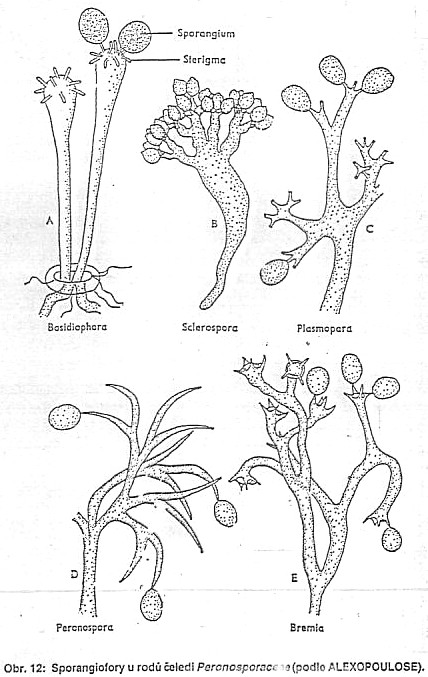 Sporangium
Sterigma
A
B
C
Basidiophora
Sclerospora
Plasmopara
D
E
Peronospora
Bremia
Obr. 12: Sporangiofory u rodů čeledi Peronosporaceae (podle ALEXOPOULOSE).